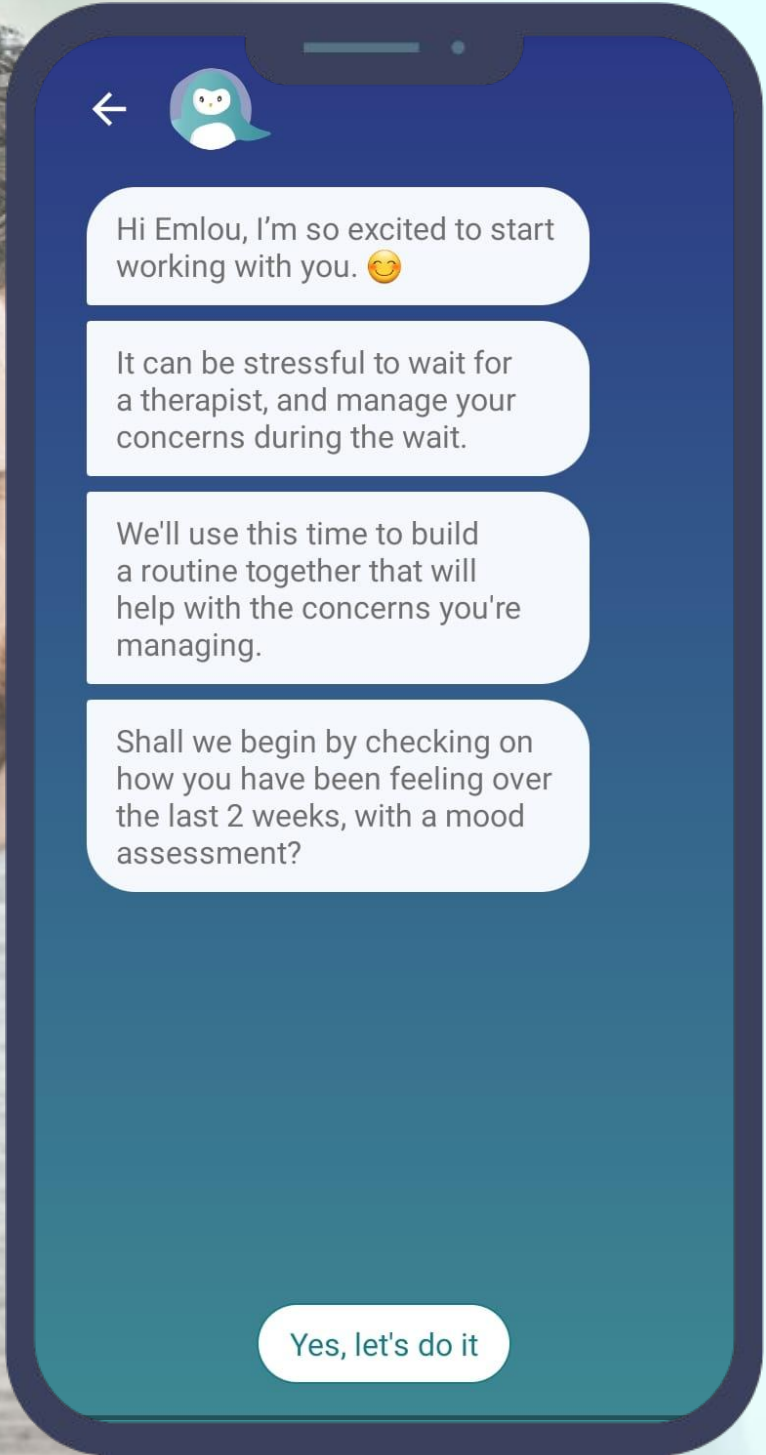 Hi Emlou, I’m so excited to start
working with you. 😊
It can be stressful to wait for
a therapist, and manage your
concerns during the wait.
We'll use this time to build
a routine together that will
help with the concerns you're
managing.
Shall we begin by checking on
how you have been feeling over
the last 2 weeks, with a mood
assessment?
Yes, let's do it